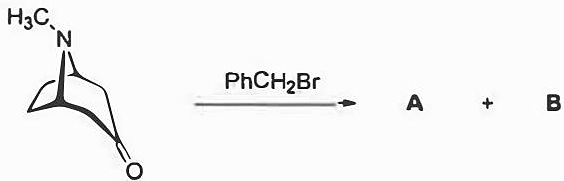 H₃C
N
O
PhCH₂Br
A + B